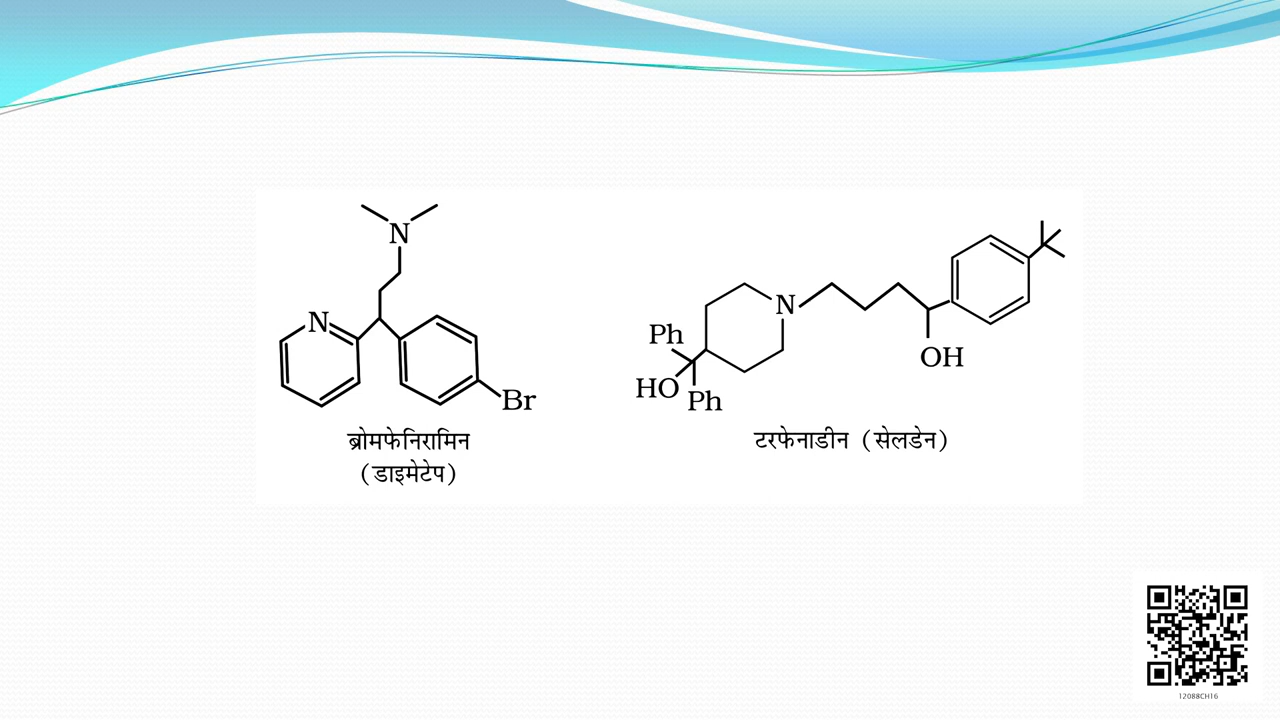 N
N
N
Ph
OH
HO
Ph
Br
ब्रोमफेनिरामिन
(डाइमेटेप)
टरफेनाडीन (सेलडेन)
12088CH16